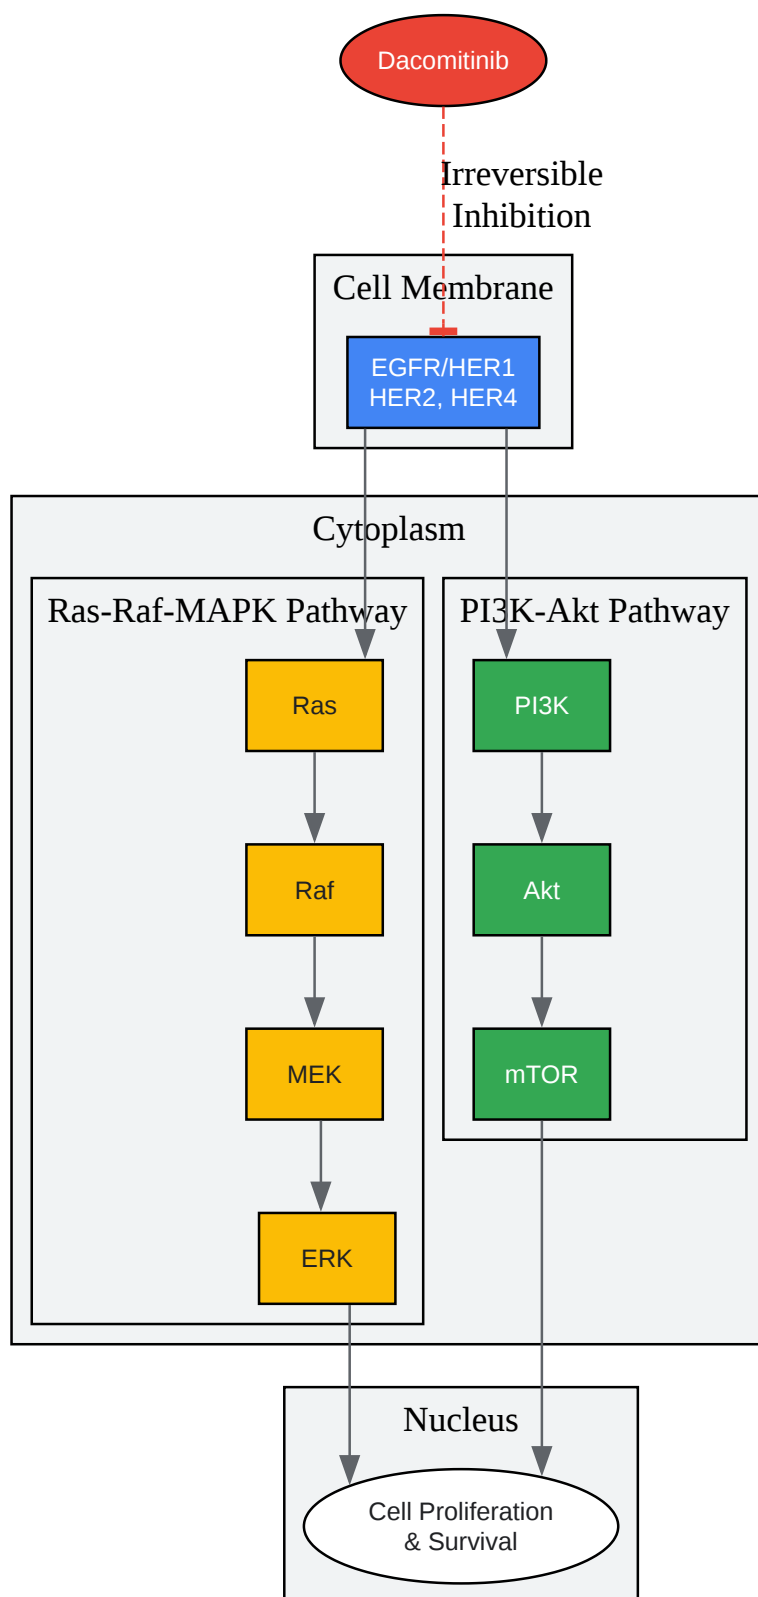 Dacomitinib
Irreversible
Inhibition
Cell Membrane
EGFR/HER1
HER2, HER4
Cytoplasm
Ras-Raf-MAPK Pathway
PI3K-Akt Pathway
Ras
PI3K
Raf
Akt
MEK
mTOR
ERK
Nucleus
Cell Proliferation
& Survival